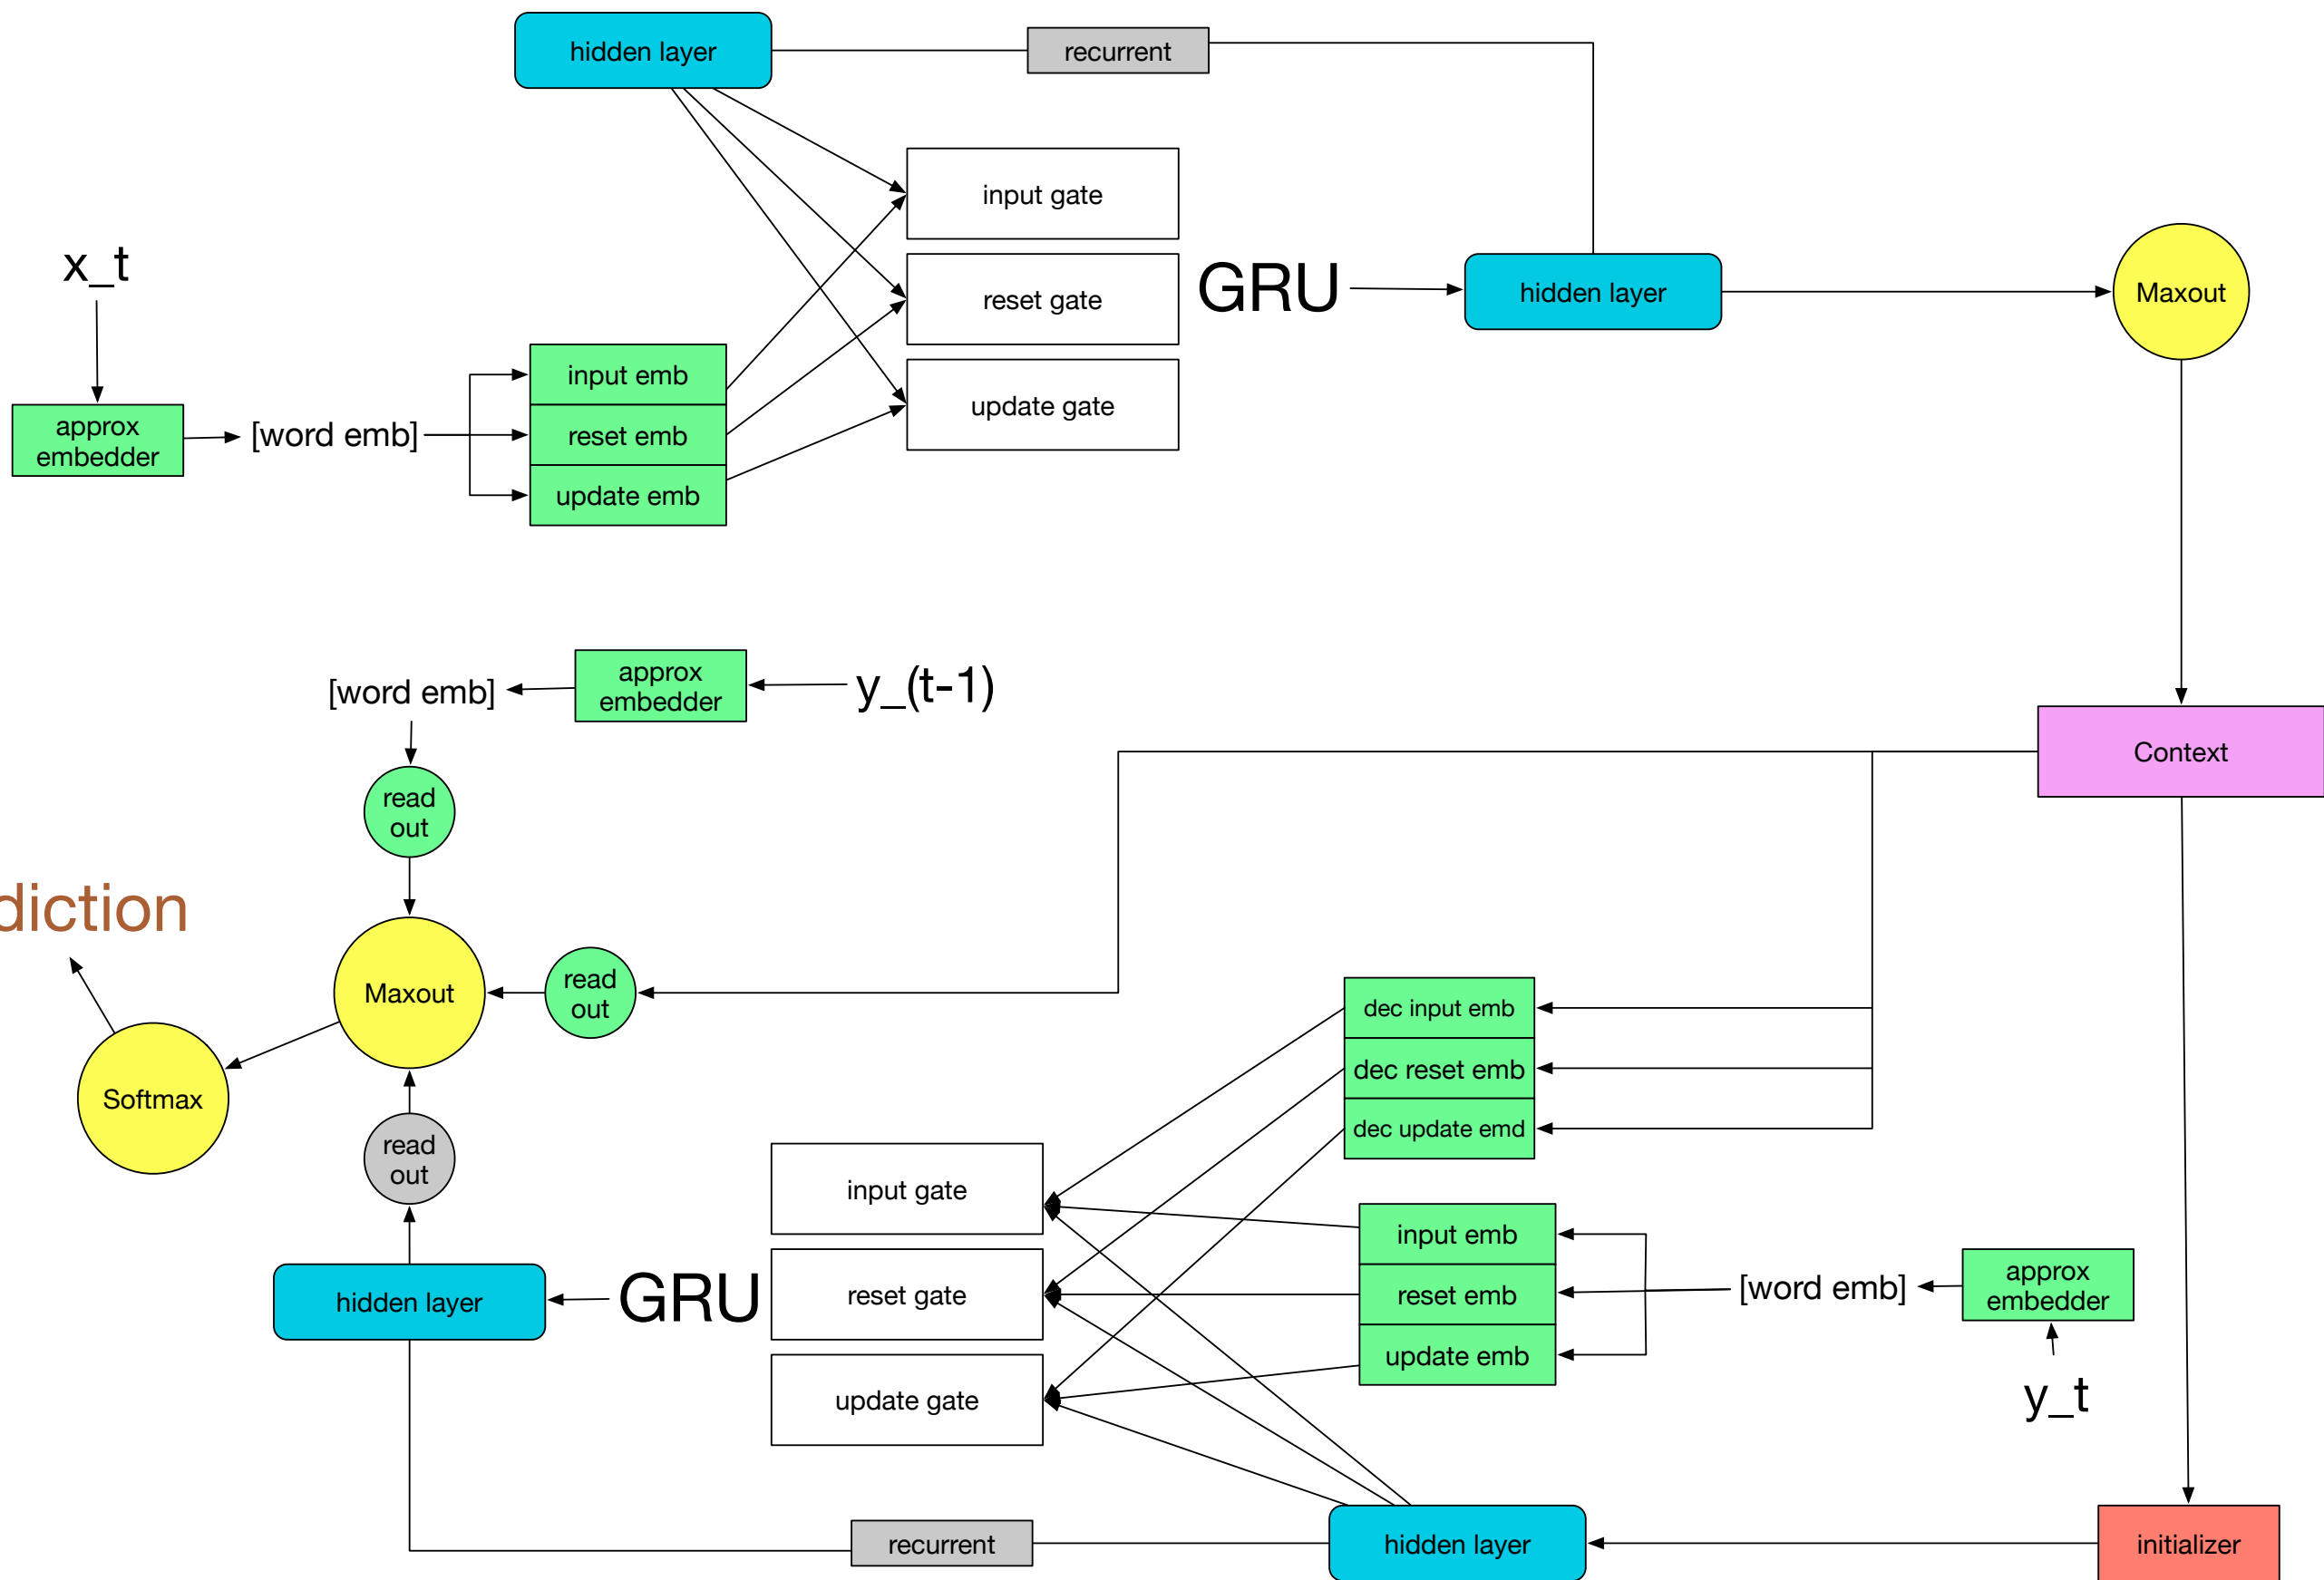 hidden layer
recurrent
input gate
x_t
reset gate
GRU
hidden layer
Maxout
input emb
update gate
approx
embedder
[word emb]
reset emb
update emb
[word emb]
approx
embedder
y_(t-1)
Context
read
out
diction
Maxout
read
out
dec input emb
dec reset emb
dec update emd
Softmax
read
out
input gate
input emb
hidden layer
GRU
reset gate
reset emb
[word emb]
approx
embedder
update emb
update gate
y_t
recurrent
hidden layer
initializer